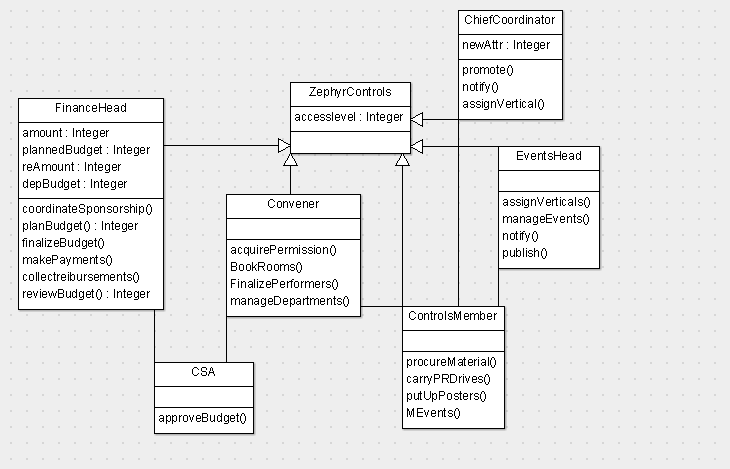 ChiefCoordinator
newAttr : Integer
promote()
notify()
assignVertical()
ZephyrControls
accesslevel : Integer
FinanceHead
amount : Integer
plannedBudget : Integer
reAmount : Integer
depBudget : Integer
coordinateSponsorship()
planBudget() : Integer
finalizeBudget()
makePayments()
collectreibursements()
reviewBudget() : Integer
EventsHead
assignVerticals()
manageEvents()
notify()
publish()
Convener
acquirePermission()
BookRooms()
FinalizePerformers()
manageDepartments()
ControlsMember
procureMaterial()
carryPRDrives()
putUpPosters()
MEvents()
CSA
approveBudget()